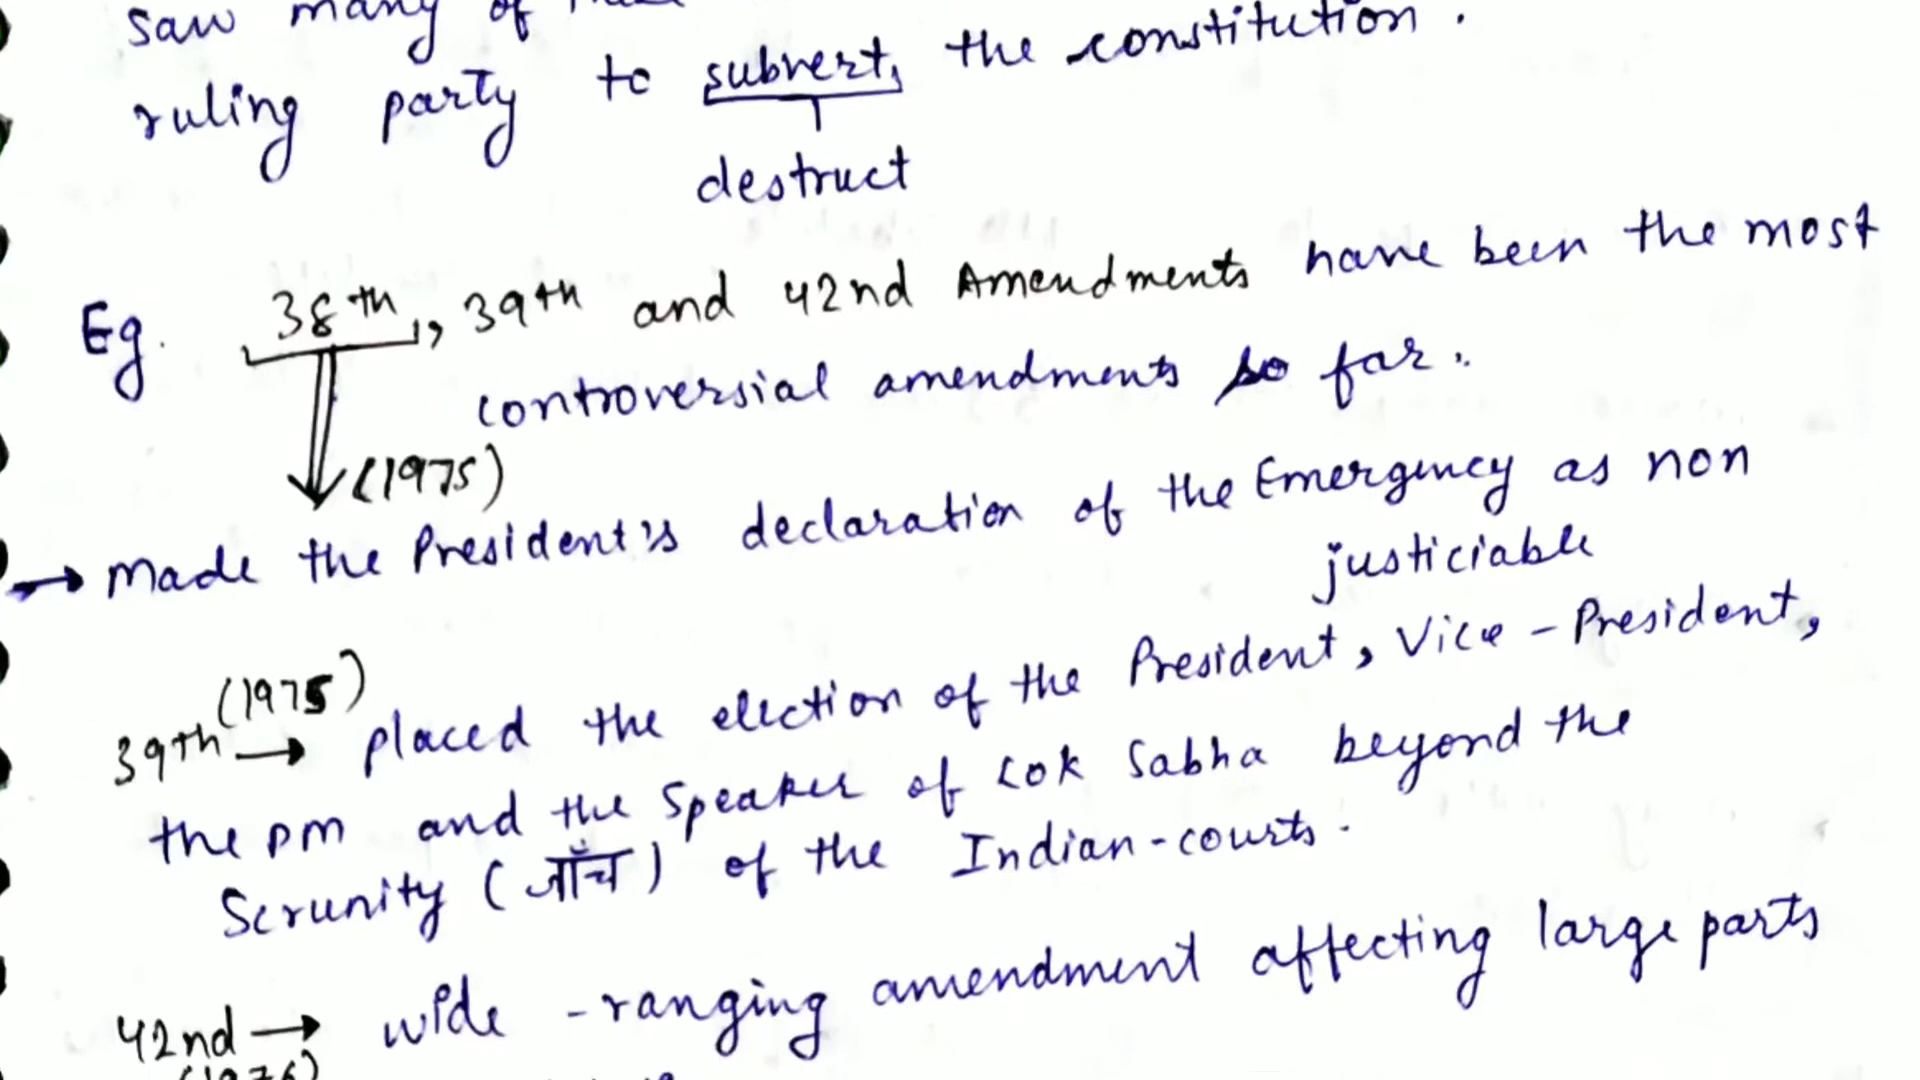 saw many of
ruling party to subvert, the constitution.
destruct
Eg. 38th, 39th and 42nd Amendments have been the most
controversial amendments so far.
(1975)
→ Made the President's declaration of the Emergency as non
justiciable
(1975)
39th → placed the election of the President, Vice-President,
the PM and the Speaker of Lok Sabha beyond the
Scrunity (जाँच) of the Indian-courts.
42nd → wide-ranging amendment affecting large parts
(1976)